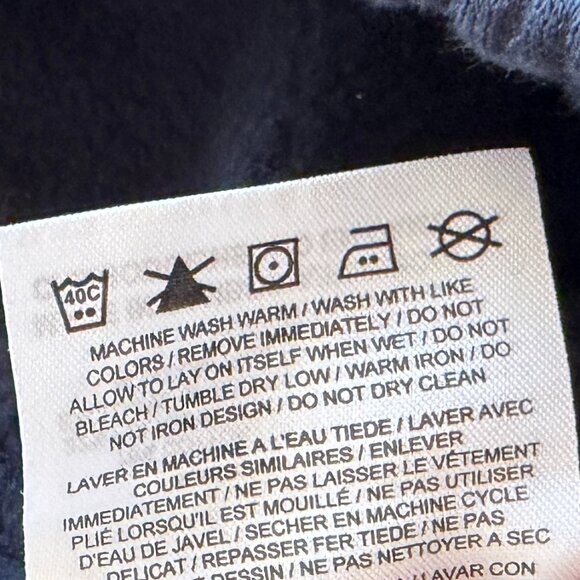 40C
MACHINE WASH WARM / WASH WITH LIKE
COLORS / REMOVE IMMEDIATELY / DO NOT
ALLOW TO LAY ON ITSELF WHEN WET / DO NOT
BLEACH / TUMBLE DRY LOW / WARM IRON / DO
NOT IRON DESIGN / DO NOT DRY CLEAN
LAVER EN MACHINE A L'EAU TIEDE / LAVER AVEC
COULEURS SIMILAIRES / ENLEVER
IMMEDIATEMENT / NE PAS LAISSER LE VÉTEMENT
PLIÉ LORSQU'IL EST MOUILLÉ / NE PAS UTILISER
D'EAU DE JAVEL / SECHER EN MACHINE CYCLE
DELICAT / REPASSER FER TIEDE / NE PAS
DESSIN / NE PAS NETTOYER A SEC
LAVAR CON